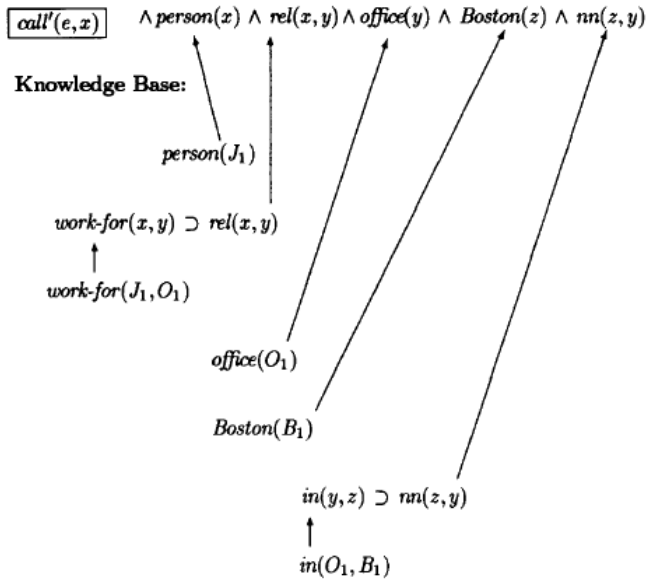 call′(e, x) ∧ person(x) ∧ rel(x, y) ∧ office(y) ∧ Boston(z) ∧ nn(z, y)
Knowledge Base:
person(J₁)
work-for(x, y) ⊃ rel(x, y)
work-for(J₁, O₁)
office(O₁)
Boston(B₁)
in(y, z) ⊃ nn(z, y)
in(O₁, B₁)